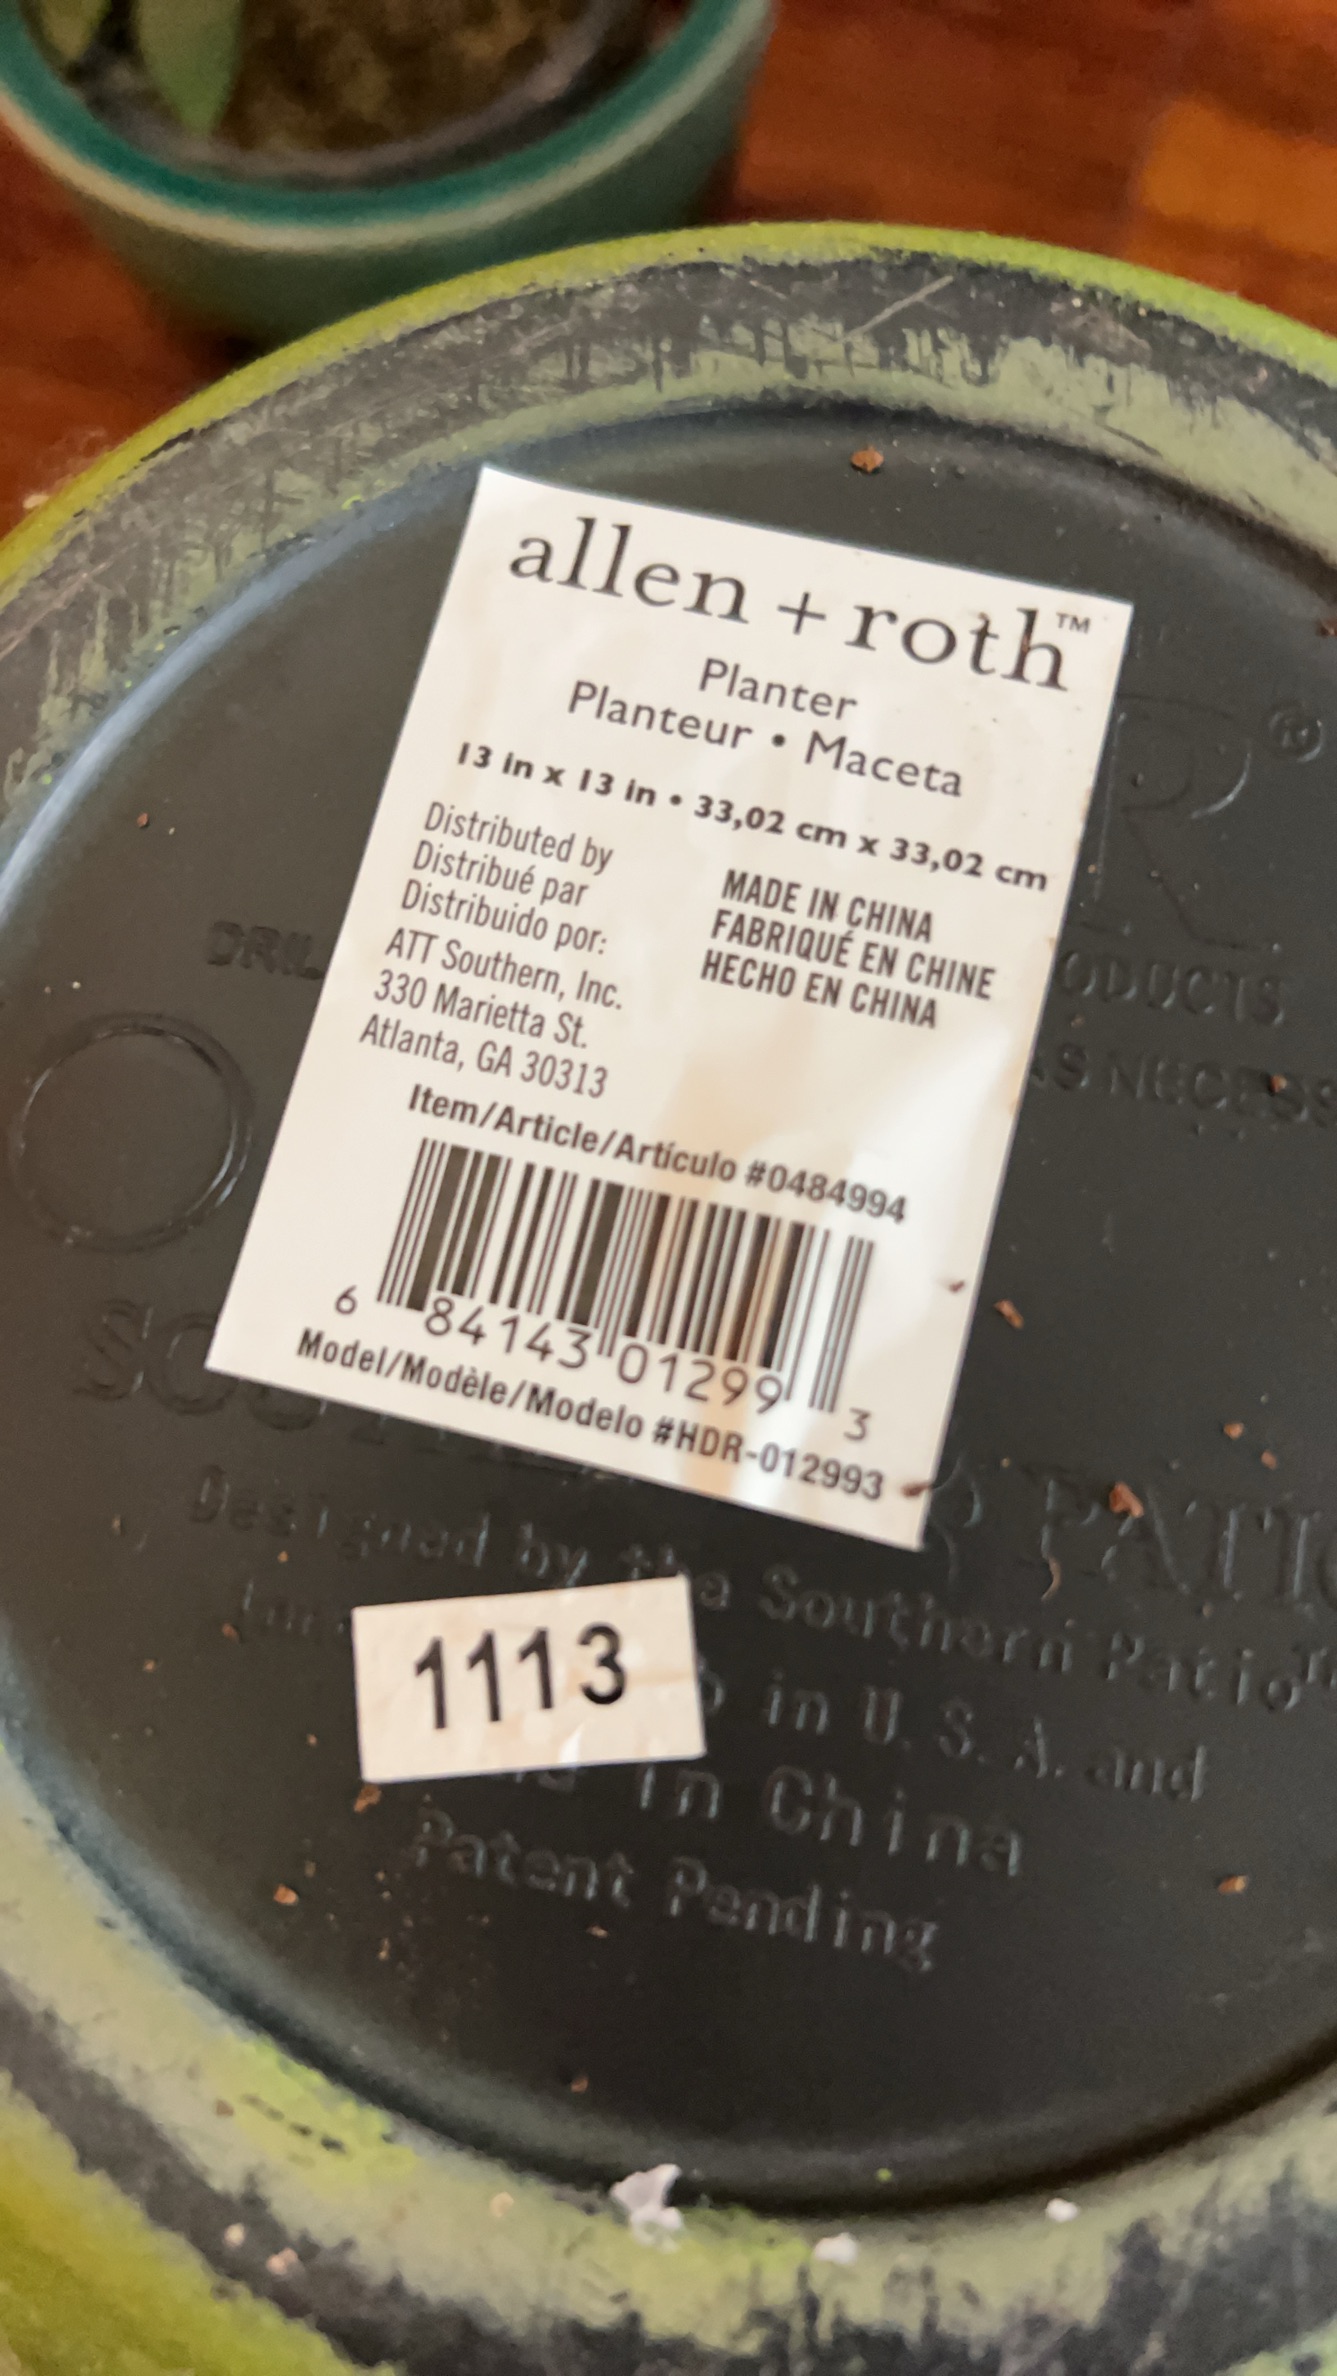 allen + roth™
Planter
Planteur • Maceta
13 in x 13 in • 33,02 cm x 33,02 cm
Distributed by
Distribué par
Distribuido por:
ATT Southern, Inc.
330 Marietta St.
Atlanta, GA 30313
MADE IN CHINA
FABRIQUÉ EN CHINE
HECHO EN CHINA
Item/Article/Artículo #0484994
6 84143 01299 3
Model/Modèle/Modelo #HDR-012993
R®
1113
Designed by the Southern Patio
in U.S.A. and
in China
Patent Pending